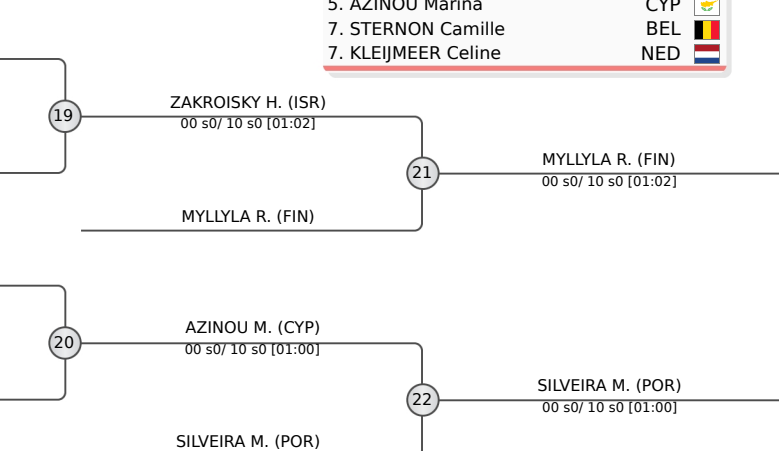 5. AZINOU Marina CYP
7. STERNON Camille BEL
7. KLEIJMEER Celine NED
19
ZAKROISKY H. (ISR)
00 s0/ 10 s0 [01:02]
21
MYLLYLA R. (FIN)
00 s0/ 10 s0 [01:02]
MYLLYLA R. (FIN)
20
AZINOU M. (CYP)
00 s0/ 10 s0 [01:00]
22
SILVEIRA M. (POR)
00 s0/ 10 s0 [01:00]
SILVEIRA M. (POR)